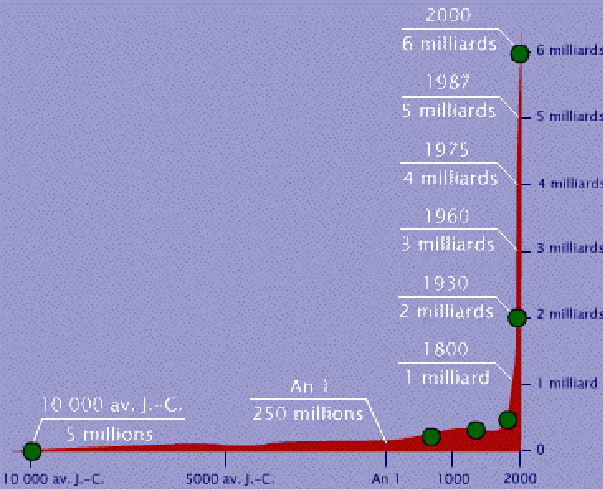 2000
6 milliards
6 milliards
1987
5 milliards
5 milliards
1975
4 milliards
4 milliards
1960
3 milliards
3 milliards
1930
2 milliards
2 milliards
1800
1 milliard
1 milliard
An 1
250 millions
10 000 av. J.-C.
5 millions
0
10 000 av. J.-C.
5000 av. J.-C.
An 1
1000
2000